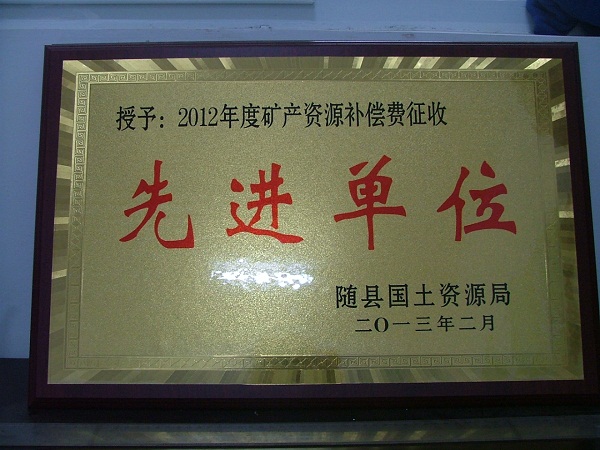 授予：2012年度矿产资源补偿费征收
先进单位
随县国土资源局
二〇一三年二月